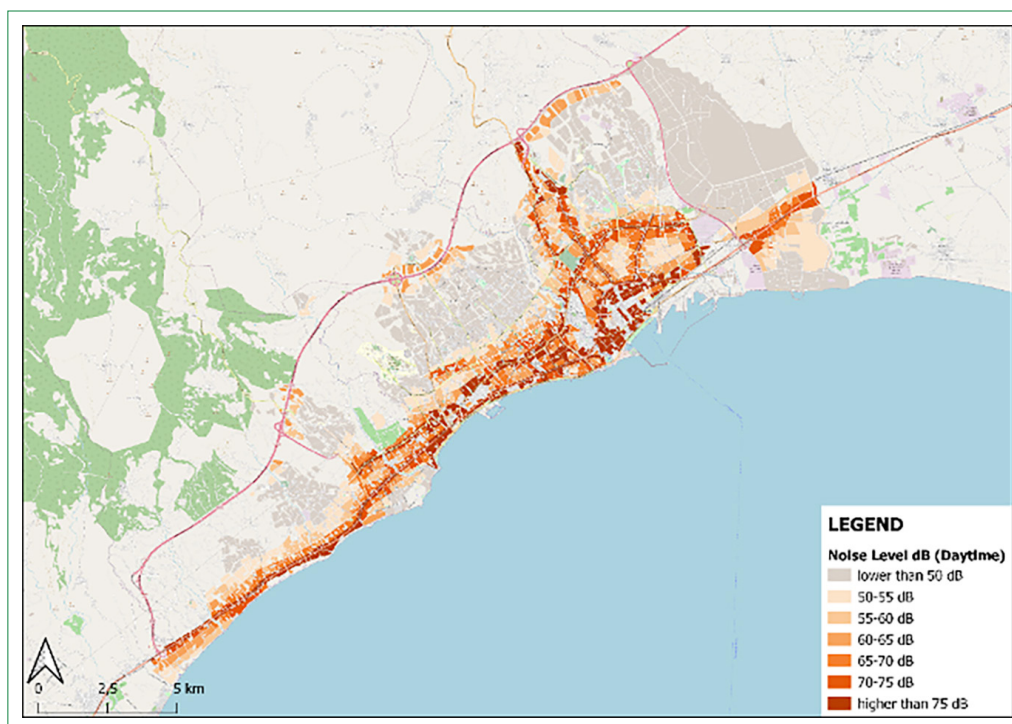 LEGEND
Noise Level dB (Daytime)
lower than 50 dB
50-55 dB
55-60 dB
60-65 dB
65-70 dB
70-75 dB
higher than 75 dB
0 2,5 5 km